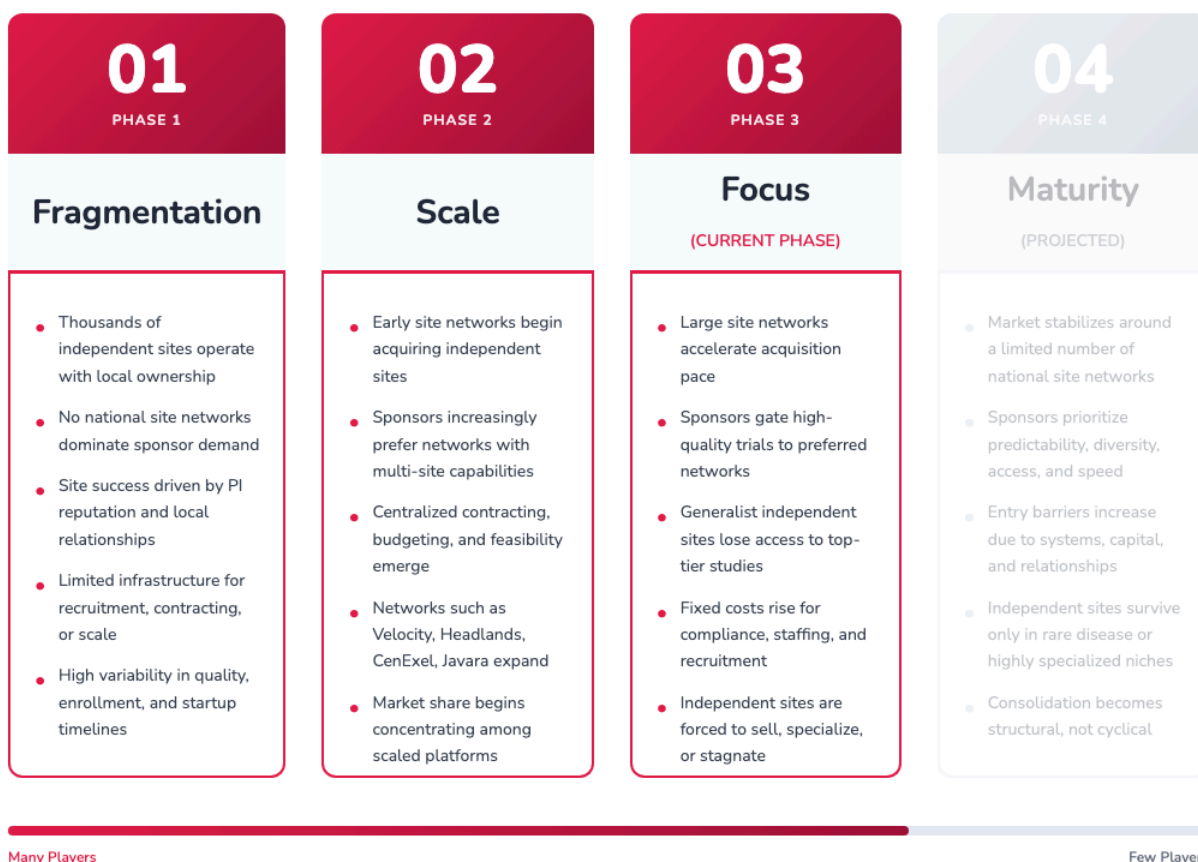 01
PHASE 1
Fragmentation
Thousands of
independent sites operate
with local ownership
No national site networks
dominate sponsor demand
Site success driven by PI
reputation and local
relationships
Limited infrastructure for
recruitment, contracting,
or scale
High variability in quality,
enrollment, and startup
timelines
02
PHASE 2
Scale
Early site networks begin
acquiring independent
sites
Sponsors increasingly
prefer networks with
multi-site capabilities
Centralized contracting,
budgeting, and feasibility
emerge
Networks such as
Velocity, Headlands,
CenExel, Javara expand
Market share begins
concentrating among
scaled platforms
03
PHASE 3
Focus
(CURRENT PHASE)
Large site networks
accelerate acquisition
pace
Sponsors gate high-
quality trials to preferred
networks
Generalist independent
sites lose access to top-
tier studies
Fixed costs rise for
compliance, staffing, and
recruitment
Independent sites are
forced to sell, specialize,
or stagnate
04
PHASE 4
Maturity
(PROJECTED)
Market stabilizes around
a limited number of
national site networks
Sponsors prioritize
predictability, diversity,
access, and speed
Entry barriers increase
due to systems, capital,
and relationships
Independent sites survive
only in rare disease or
highly specialized niches
Consolidation becomes
structural, not cyclical
Many Players
Few